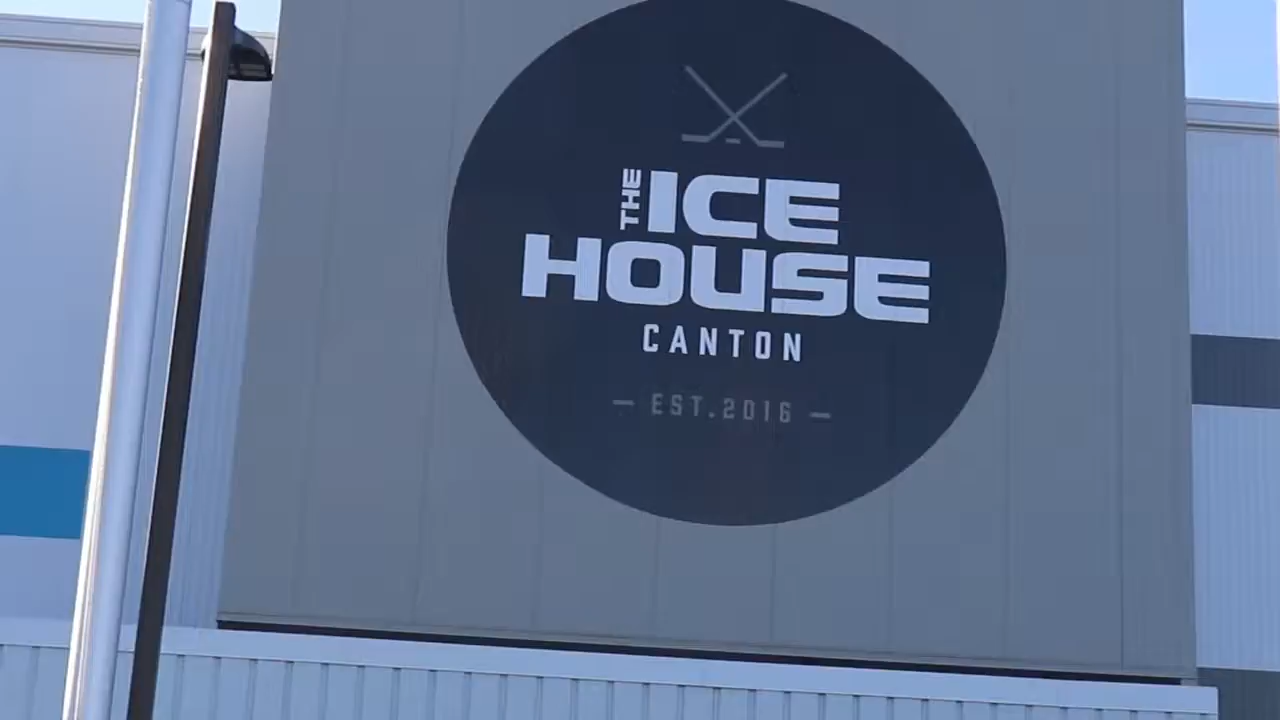 THE ICE
HOUSE
CANTON
— EST.2016 —